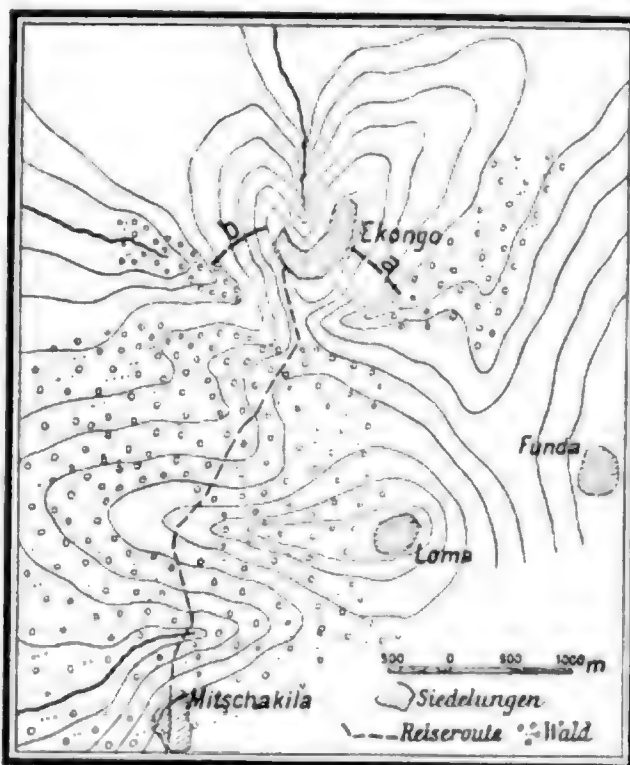 b
Ekongo
a
Funda
Loma
500 0 500 1000 m
Mitschakila
Siedelungen
Reiseroute
Wald